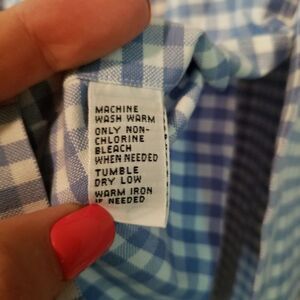 MACHINE
WASH WARM
ONLY NON-
CHLORINE
BLEACH
WHEN NEEDED
TUMBLE
DRY LOW
WARM IRON
IF NEEDED